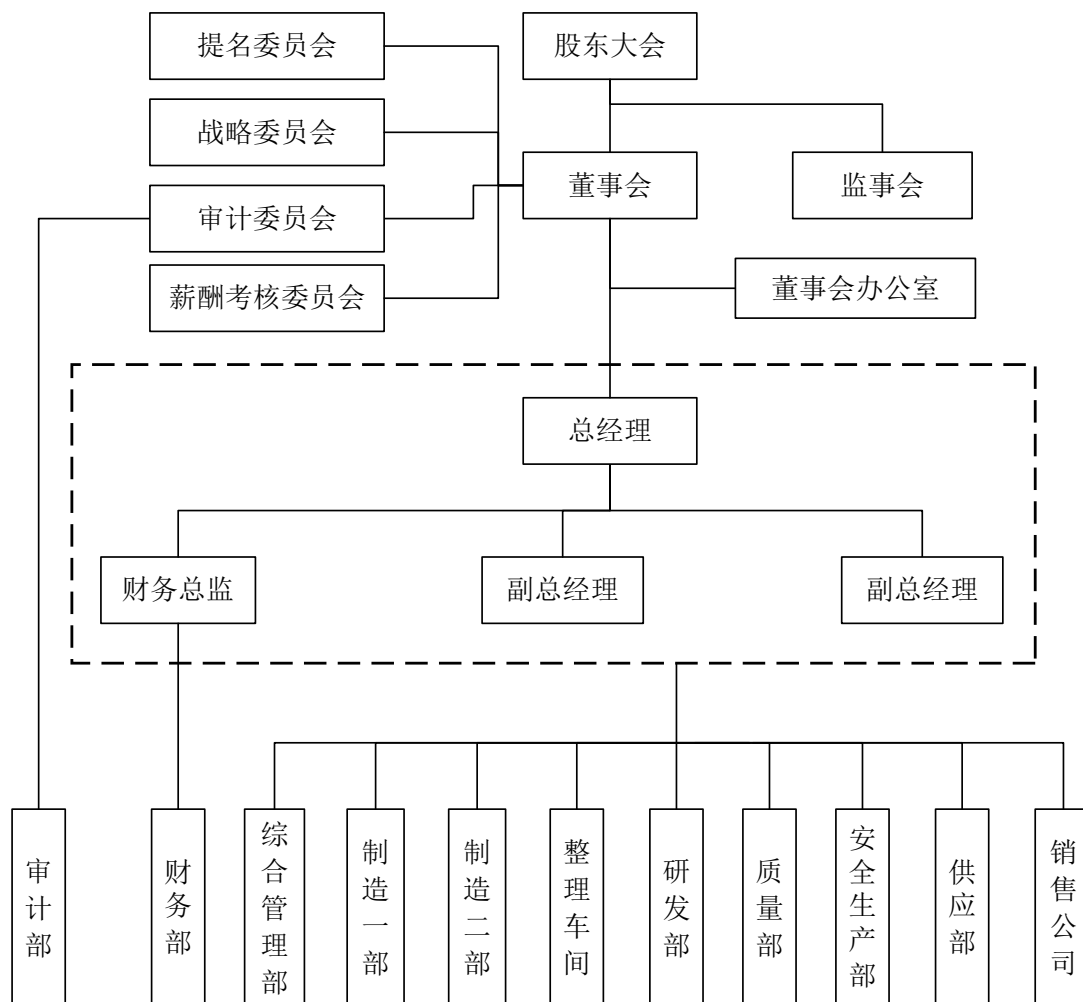 提名委员会
股东大会
战略委员会
董事会
监事会
审计委员会
薪酬考核委员会
董事会办公室
总经理
财务总监
副总经理
副总经理
审计部
财务部
综合管理部
制造一部
制造二部
整理车间
研发部
质量部
安全生产部
供应部
销售公司